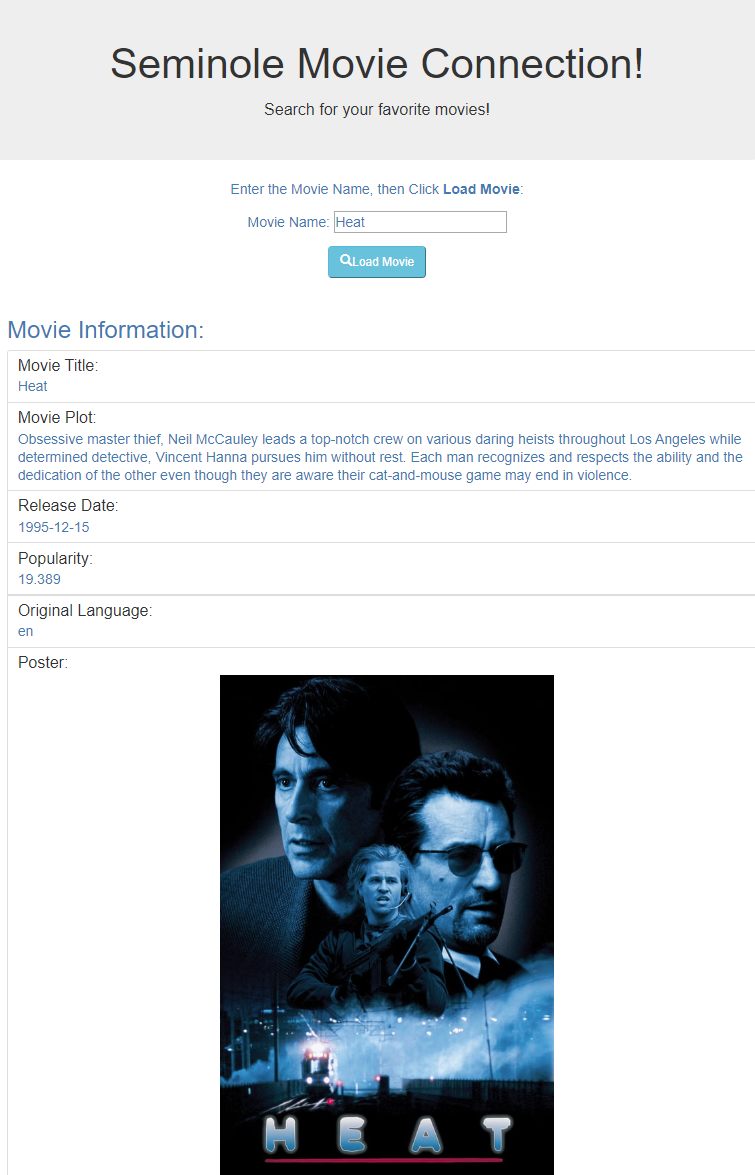 Seminole Movie Connection!
Search for your favorite movies!
Enter the Movie Name, then Click Load Movie:
Movie Name: Heat
Load Movie
Movie Information:
Movie Title:
Heat
Movie Plot:
Obsessive master thief, Neil McCauley leads a top-notch crew on various daring heists throughout Los Angeles while
determined detective, Vincent Hanna pursues him without rest. Each man recognizes and respects the ability and the
dedication of the other even though they are aware their cat-and-mouse game may end in violence.
Release Date:
1995-12-15
Popularity:
19.389
Original Language:
en
Poster:
HEAT